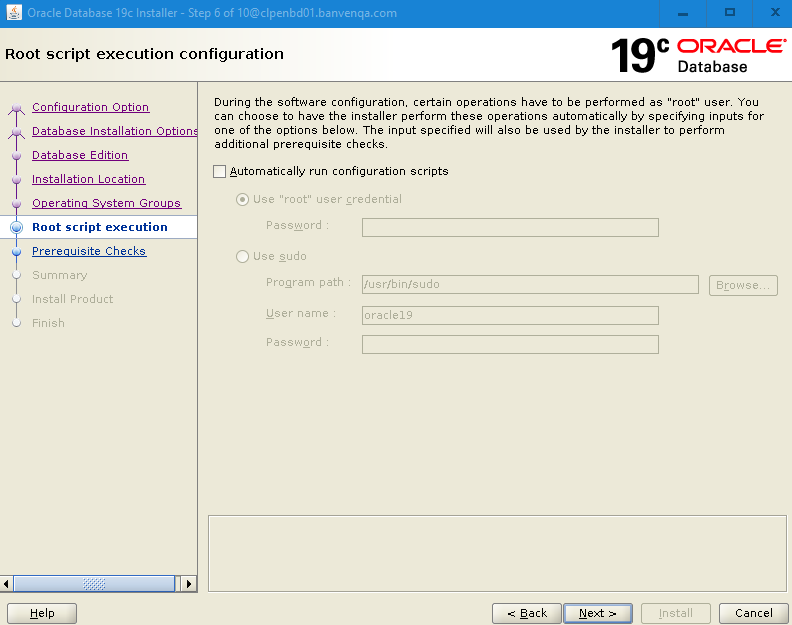 Oracle Database 19c Installer - Step 6 of 10@clpenbd01.banvenqa.com
Root script execution configuration
19c ORACLE
Database
Configuration Option
Database Installation Options
Database Edition
Installation Location
Operating System Groups
Root script execution
Prerequisite Checks
Summary
Install Product
Finish
During the software configuration, certain operations have to be performed as "root" user. You
can choose to have the installer perform these operations automatically by specifying inputs for
one of the options below. The input specified will also be used by the installer to perform
additional prerequisite checks.
Automatically run configuration scripts
Use "root" user credential
Password :
Use sudo
Program path : /usr/bin/sudo Browse...
User name : oracle19
Password :
Help < Back Next > Install Cancel